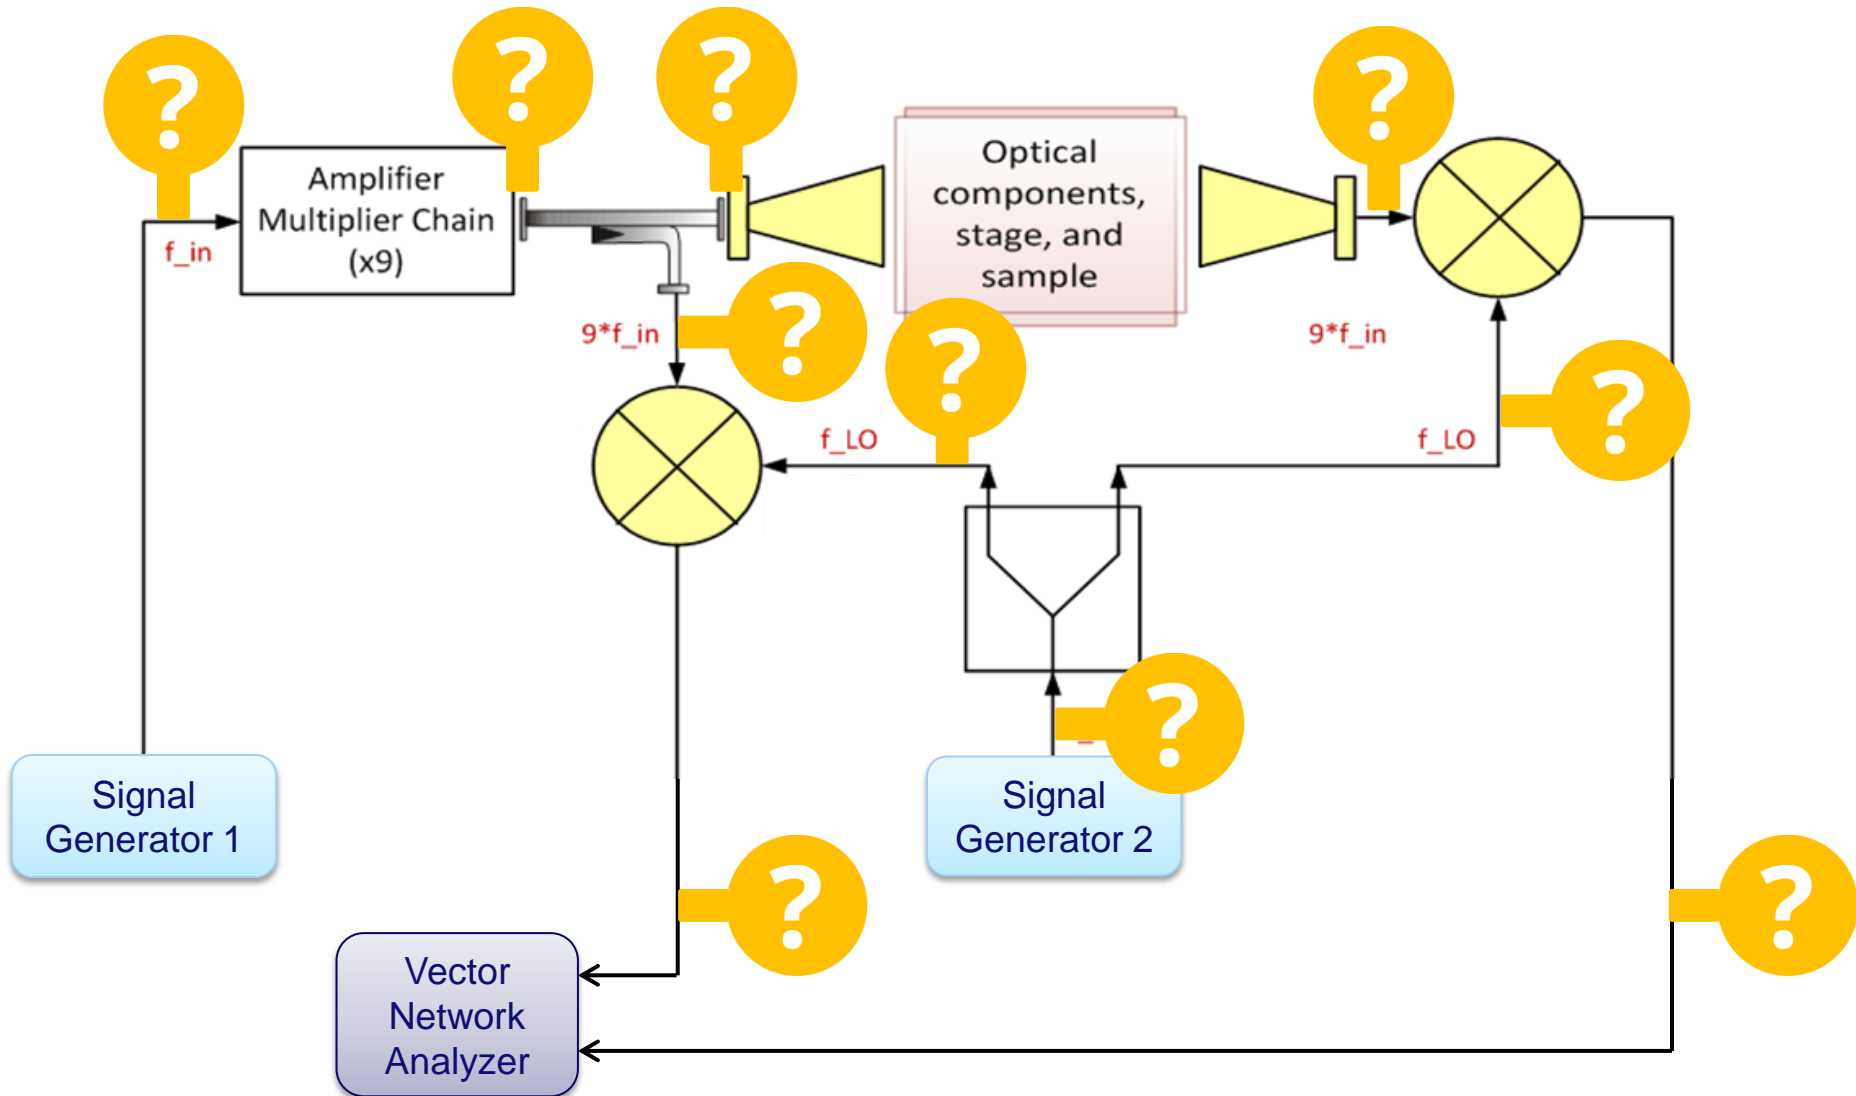 ?
?
?
?
Amplifier
Multiplier Chain
(x9)
f_in
Optical
components,
stage, and
sample
9*f_in
?
?
9*f_in
?
f_LO
f_LO
?
Signal
Generator 1
Signal
Generator 2
?
?
Vector
Network
Analyzer